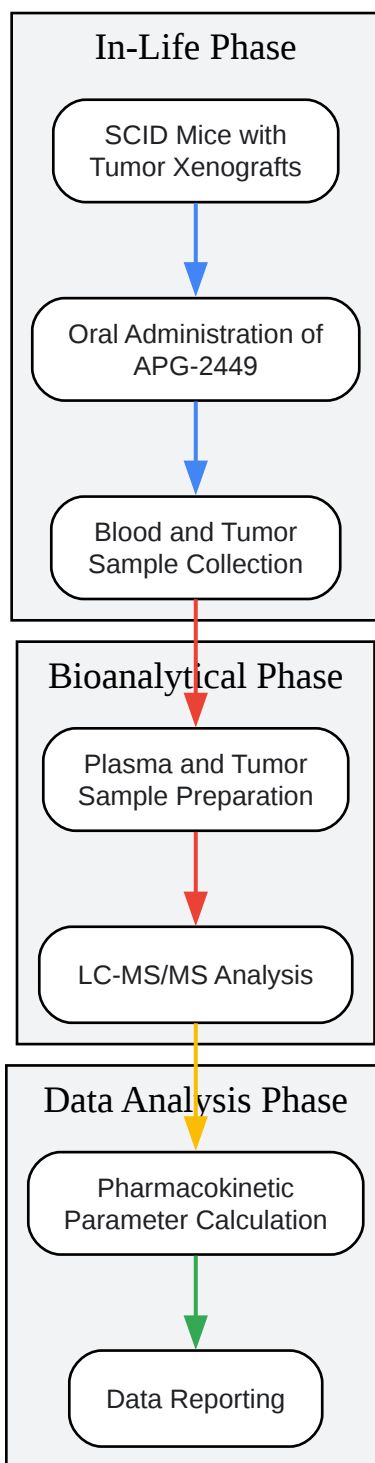 In-Life Phase
SCID Mice with
Tumor Xenografts
Oral Administration of
APG-2449
Blood and Tumor
Sample Collection
Bioanalytical Phase
Plasma and Tumor
Sample Preparation
LC-MS/MS Analysis
Data Analysis Phase
Pharmacokinetic
Parameter Calculation
Data Reporting